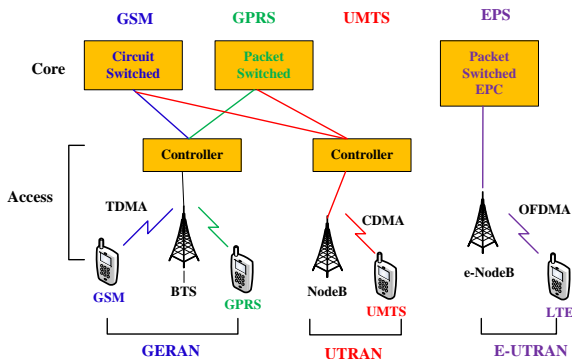 GSM GPRS UMTS EPS
Core
Circuit
Switched
Packet
Switched
Packet
Switched
EPC
Controller
Controller
Access
TDMA
CDMA
OFDMA
GSM
BTS
GPRS
NodeB
UMTS
e-NodeB
LTE
GERAN
UTRAN
E-UTRAN